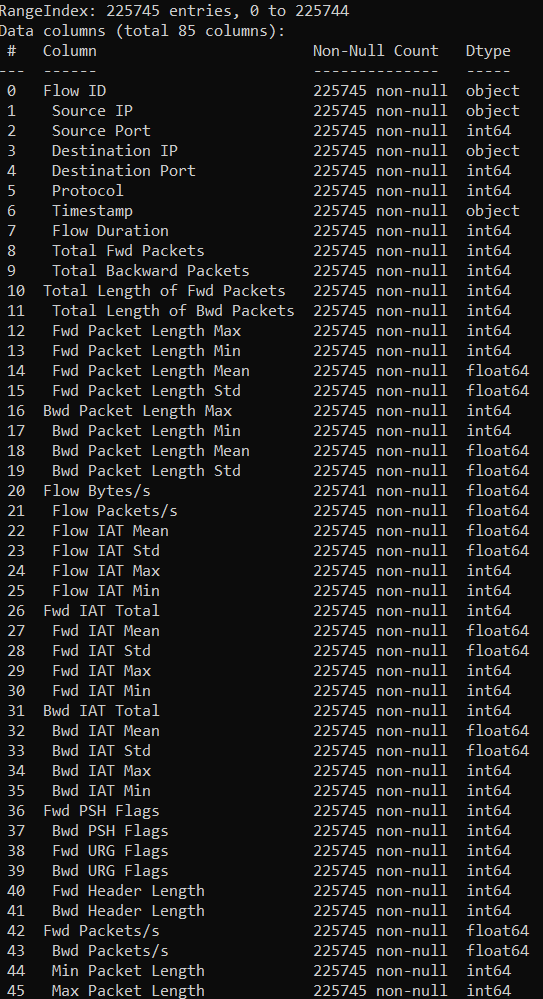 RangeIndex: 225745 entries, 0 to 225744
Data columns (total 85 columns):
 #   Column                       Non-Null Count   Dtype
---  ------                       --------------   -----
 0   Flow ID                      225745 non-null  object
 1    Source IP                   225745 non-null  object
 2    Source Port                 225745 non-null  int64
 3    Destination IP              225745 non-null  object
 4    Destination Port            225745 non-null  int64
 5    Protocol                    225745 non-null  int64
 6    Timestamp                   225745 non-null  object
 7    Flow Duration               225745 non-null  int64
 8    Total Fwd Packets           225745 non-null  int64
 9    Total Backward Packets      225745 non-null  int64
 10  Total Length of Fwd Packets  225745 non-null  int64
 11   Total Length of Bwd Packets  225745 non-null  int64
 12   Fwd Packet Length Max       225745 non-null  int64
 13   Fwd Packet Length Min       225745 non-null  int64
 14   Fwd Packet Length Mean      225745 non-null  float64
 15   Fwd Packet Length Std       225745 non-null  float64
 16  Bwd Packet Length Max        225745 non-null  int64
 17   Bwd Packet Length Min       225745 non-null  int64
 18   Bwd Packet Length Mean      225745 non-null  float64
 19   Bwd Packet Length Std       225745 non-null  float64
 20  Flow Bytes/s                 225741 non-null  float64
 21   Flow Packets/s              225745 non-null  float64
 22   Flow IAT Mean               225745 non-null  float64
 23   Flow IAT Std                225745 non-null  float64
 24   Flow IAT Max                225745 non-null  int64
 25   Flow IAT Min                225745 non-null  int64
 26  Fwd IAT Total                225745 non-null  int64
 27   Fwd IAT Mean                225745 non-null  float64
 28   Fwd IAT Std                 225745 non-null  float64
 29   Fwd IAT Max                 225745 non-null  int64
 30   Fwd IAT Min                 225745 non-null  int64
 31  Bwd IAT Total                225745 non-null  int64
 32   Bwd IAT Mean                225745 non-null  float64
 33   Bwd IAT Std                 225745 non-null  float64
 34   Bwd IAT Max                 225745 non-null  int64
 35   Bwd IAT Min                 225745 non-null  int64
 36  Fwd PSH Flags                225745 non-null  int64
 37   Bwd PSH Flags               225745 non-null  int64
 38   Fwd URG Flags               225745 non-null  int64
 39   Bwd URG Flags               225745 non-null  int64
 40   Fwd Header Length           225745 non-null  int64
 41   Bwd Header Length           225745 non-null  int64
 42  Fwd Packets/s                225745 non-null  float64
 43   Bwd Packets/s               225745 non-null  float64
 44   Min Packet Length           225745 non-null  int64
 45   Max Packet Length           225745 non-null  int64